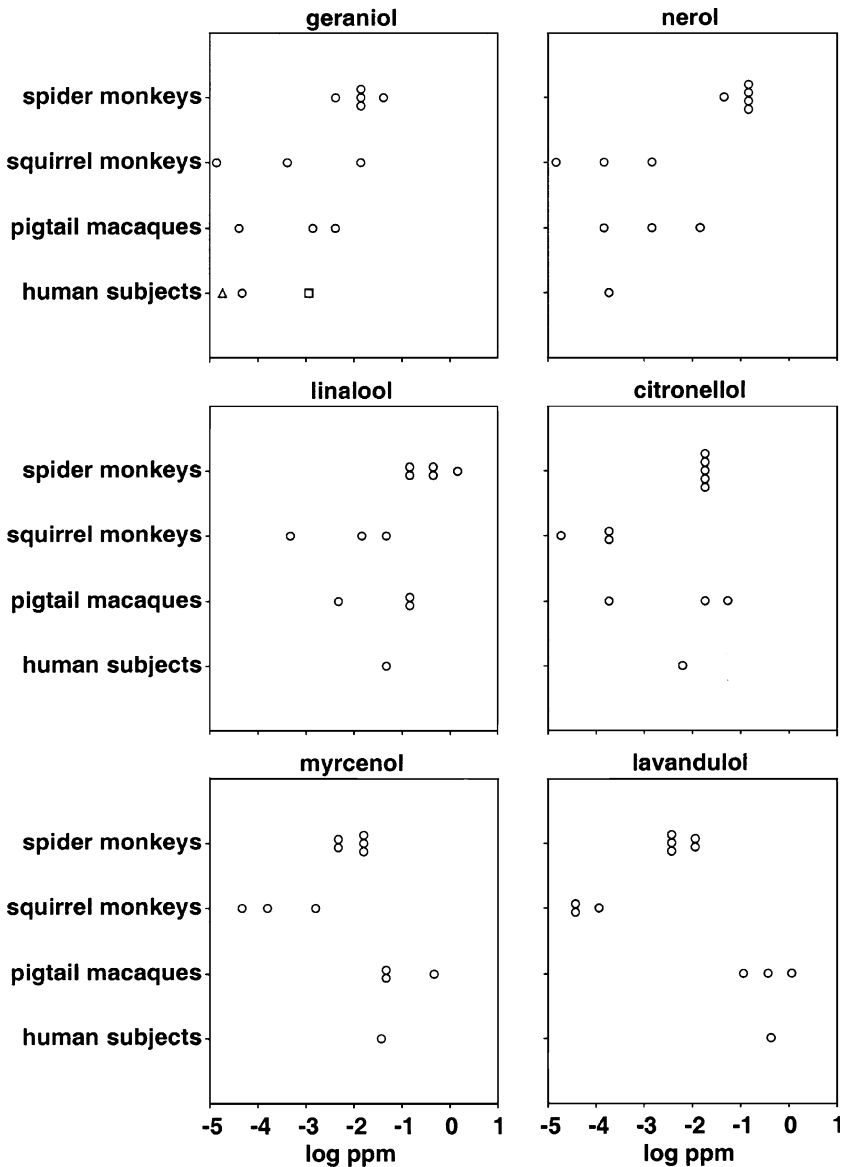 geraniol
nerol
spider monkeys
squirrel monkeys
pigtail macaques
human subjects
linalool
citronellol
spider monkeys
squirrel monkeys
pigtail macaques
human subjects
myrcenol
lavandulol
spider monkeys
squirrel monkeys
pigtail macaques
human subjects
-5 -4 -3 -2 -1 0 1
-5 -4 -3 -2 -1 0 1
log ppm
log ppm